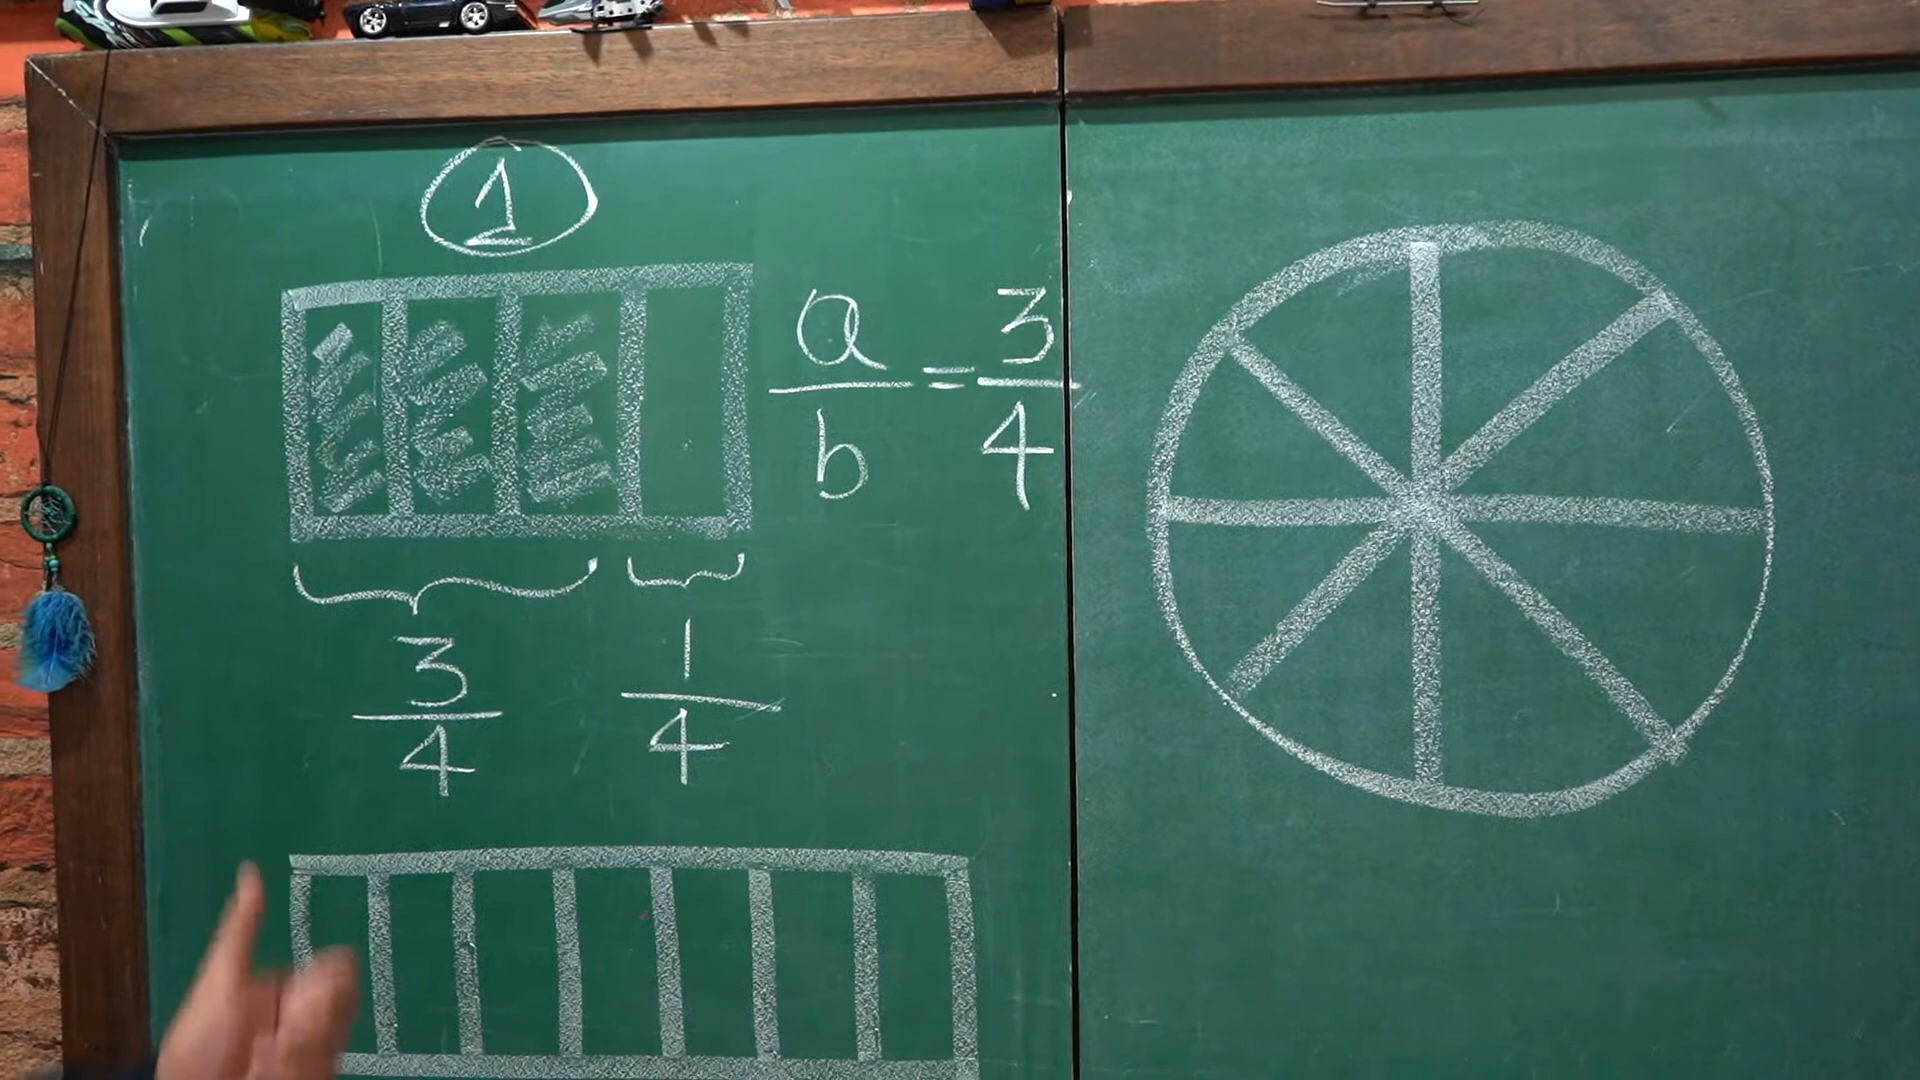 1
a/b = 3/4
3/4 1/4